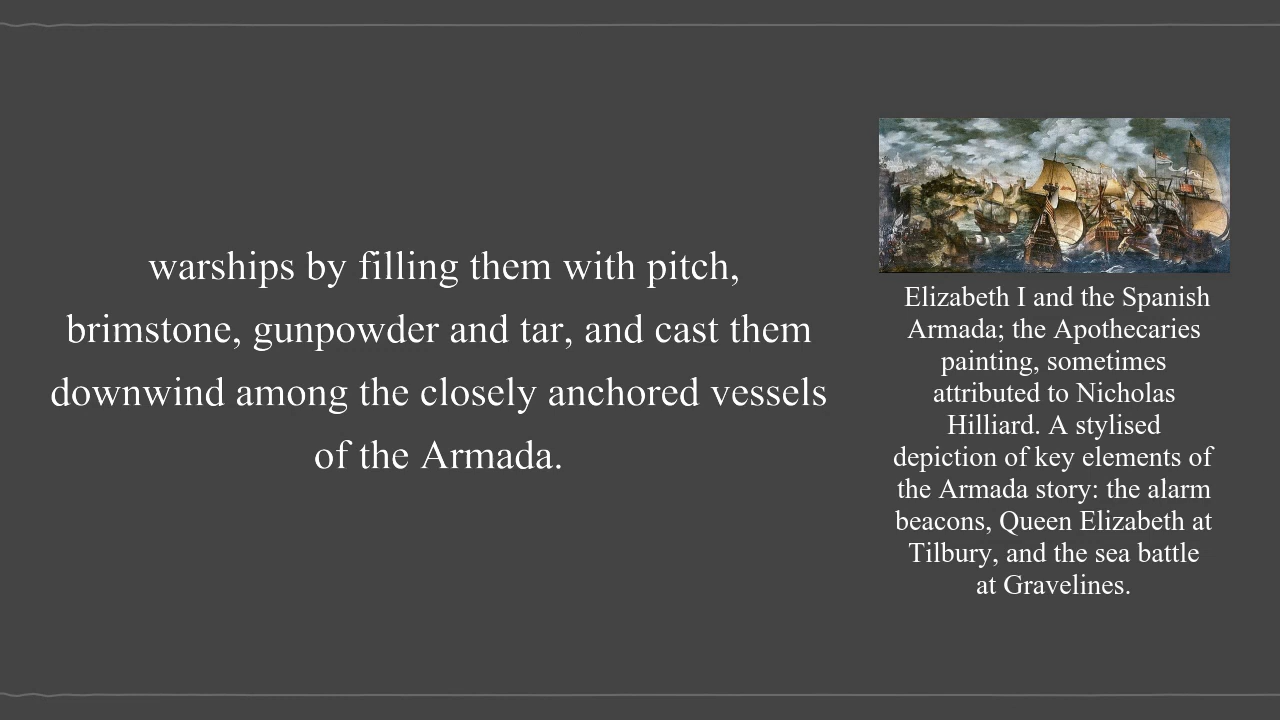 warships by filling them with pitch,
brimstone, gunpowder and tar, and cast them
downwind among the closely anchored vessels
of the Armada.
Elizabeth I and the Spanish
Armada; the Apothecaries
painting, sometimes
attributed to Nicholas
Hilliard. A stylised
depiction of key elements of
the Armada story: the alarm
beacons, Queen Elizabeth at
Tilbury, and the sea battle
at Gravelines.